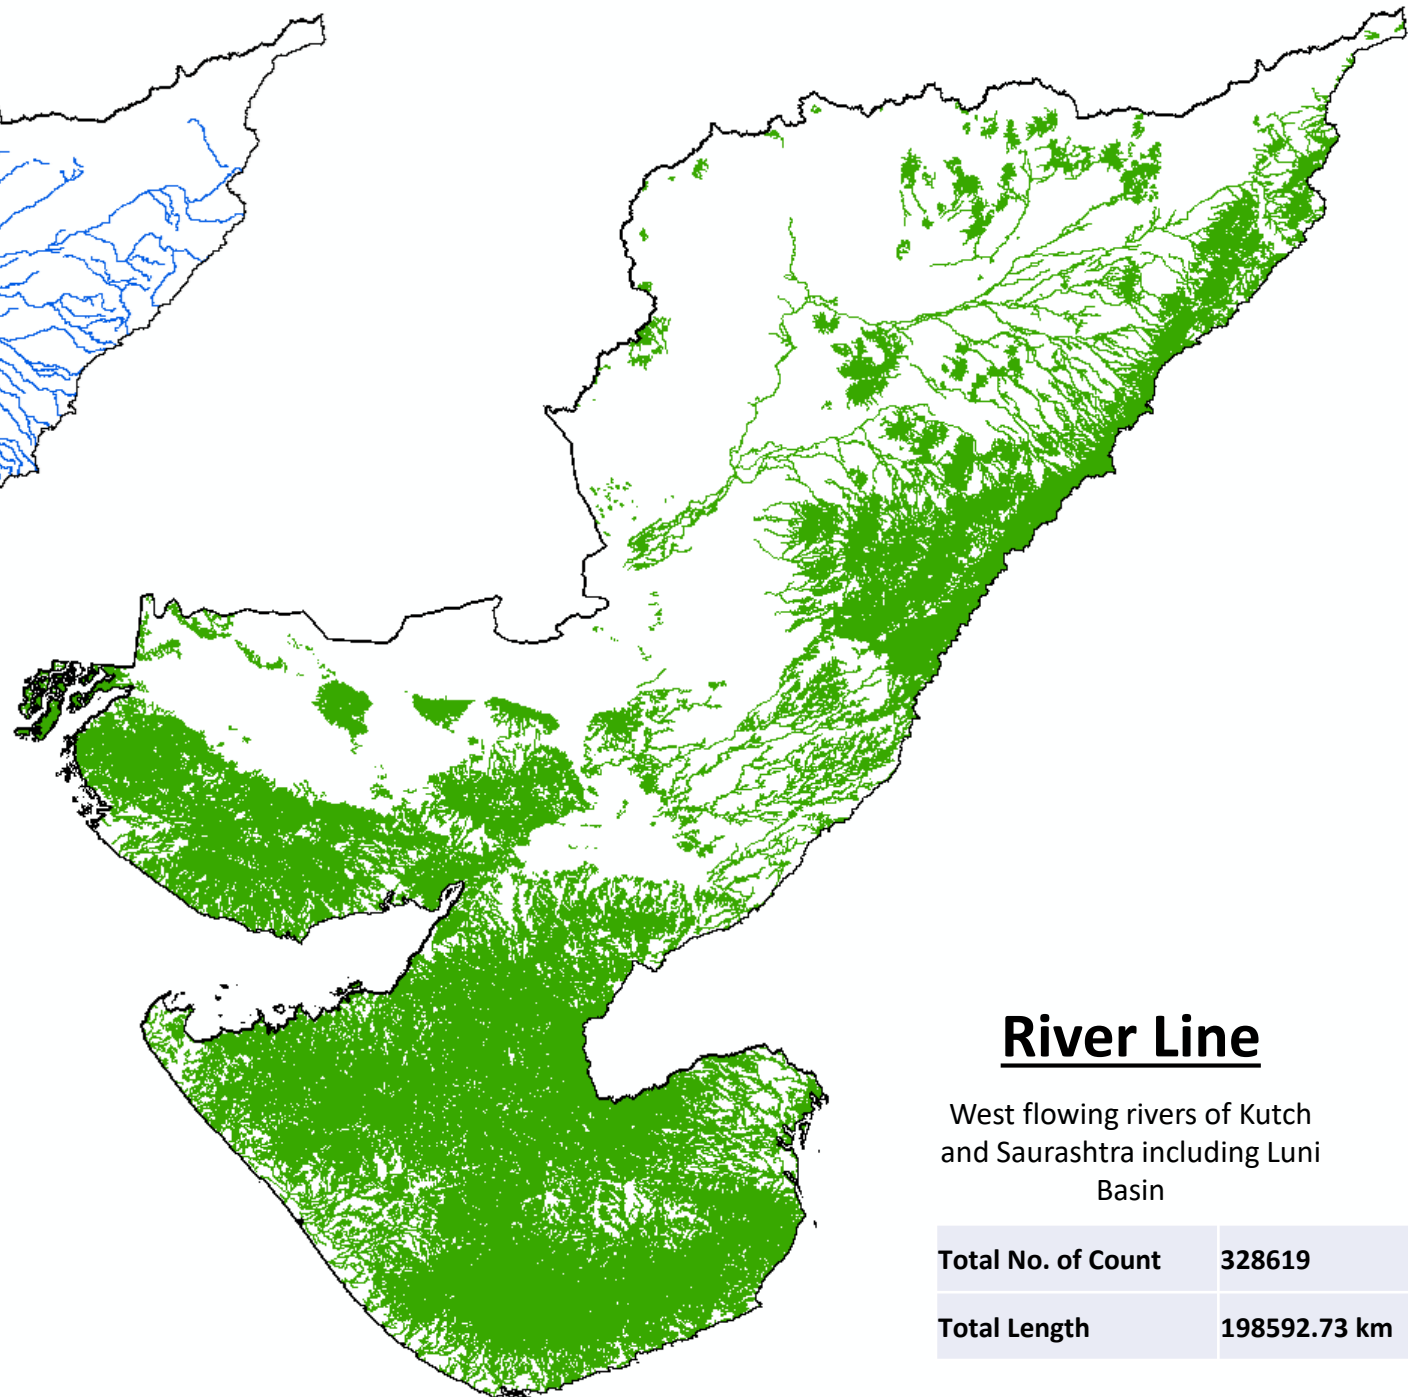 River Line
West flowing rivers of Kutch
and Saurashtra including Luni
Basin
Total No. of Count 328619
Total Length 198592.73 km